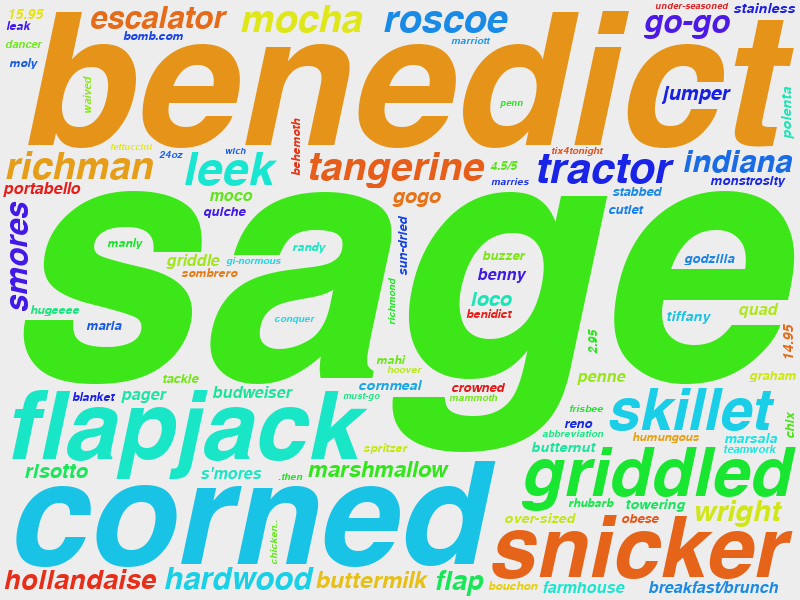 15.95
escalator
mocha
roscoe
under-seasoned
stainless
leak
bomb.com
go-go
dancer
marriott
moly
benedict
waived
penn
jumper
polenta
behemoth
fettuccini
24oz
wich
tix4tonight
richman
leek
tangerine
4.5/5
tractor
indiana
portabello
marries
monstrosity
moco
gogo
stabbed
quiche
cutlet
smores
sage
manly
randy
sun-dried
griddle
gi-normous
buzzer
godzilla
sombrero
benny
richmond
loco
hugeeee
marla
conquer
benidict
tiffany
quad
2.95
14.95
mahi
hoover
tackle
cornmeal
crowned
penne
graham
blanket
pager
budweiser
must-go
mammoth
flapjack
frisbee
skillet
reno
chix
abbreviation
humungous
marsala
spritzer
butternut
teamwork
risotto
s'mores
.then
marshmallow
griddled
corned
rhubarb
towering
wright
chicken..
over-sized
obese
snicker
hollandaise
hardwood
buttermilk
flap
bouchon
farmhouse
breakfast/brunch